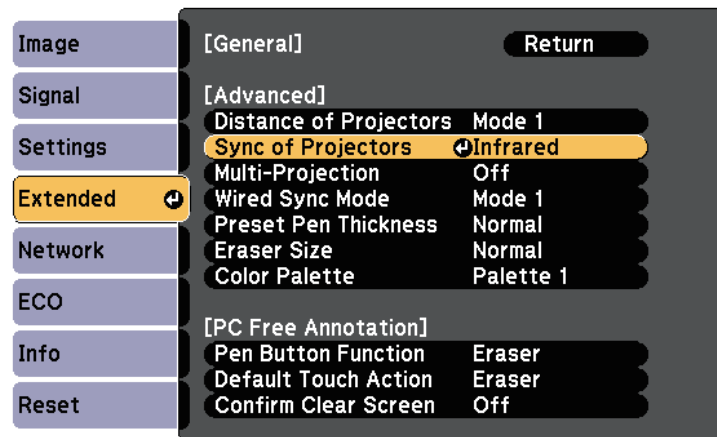 Image
Signal
Settings
Extended
Network
ECO
Info
Reset
[General] Return
[Advanced]
Distance of Projectors Mode 1
Sync of Projectors Infrared
Multi-Projection Off
Wired Sync Mode Mode 1
Preset Pen Thickness Normal
Eraser Size Normal
Color Palette Palette 1
[PC Free Annotation]
Pen Button Function Eraser
Default Touch Action Eraser
Confirm Clear Screen Off